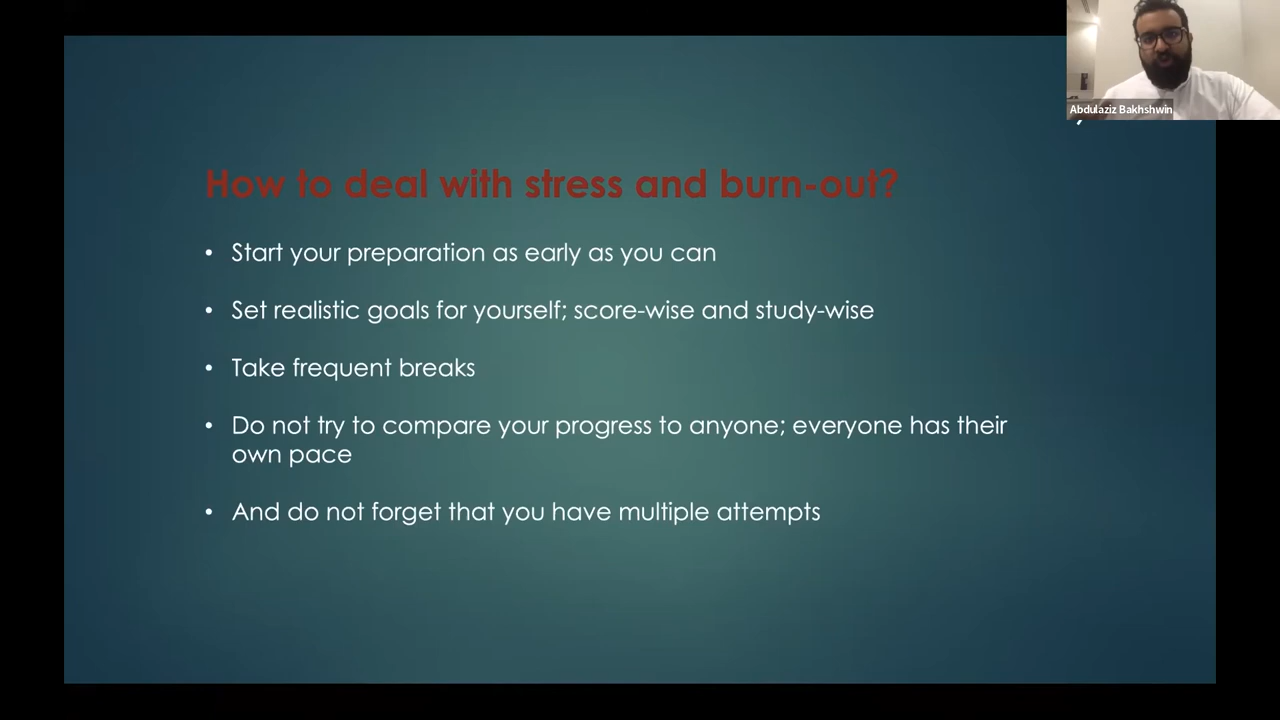 Abdulaziz Bakhshwin
How to deal with stress and burn-out?
• Start your preparation as early as you can
• Set realistic goals for yourself; score-wise and study-wise
• Take frequent breaks
• Do not try to compare your progress to anyone; everyone has their
own pace
• And do not forget that you have multiple attempts